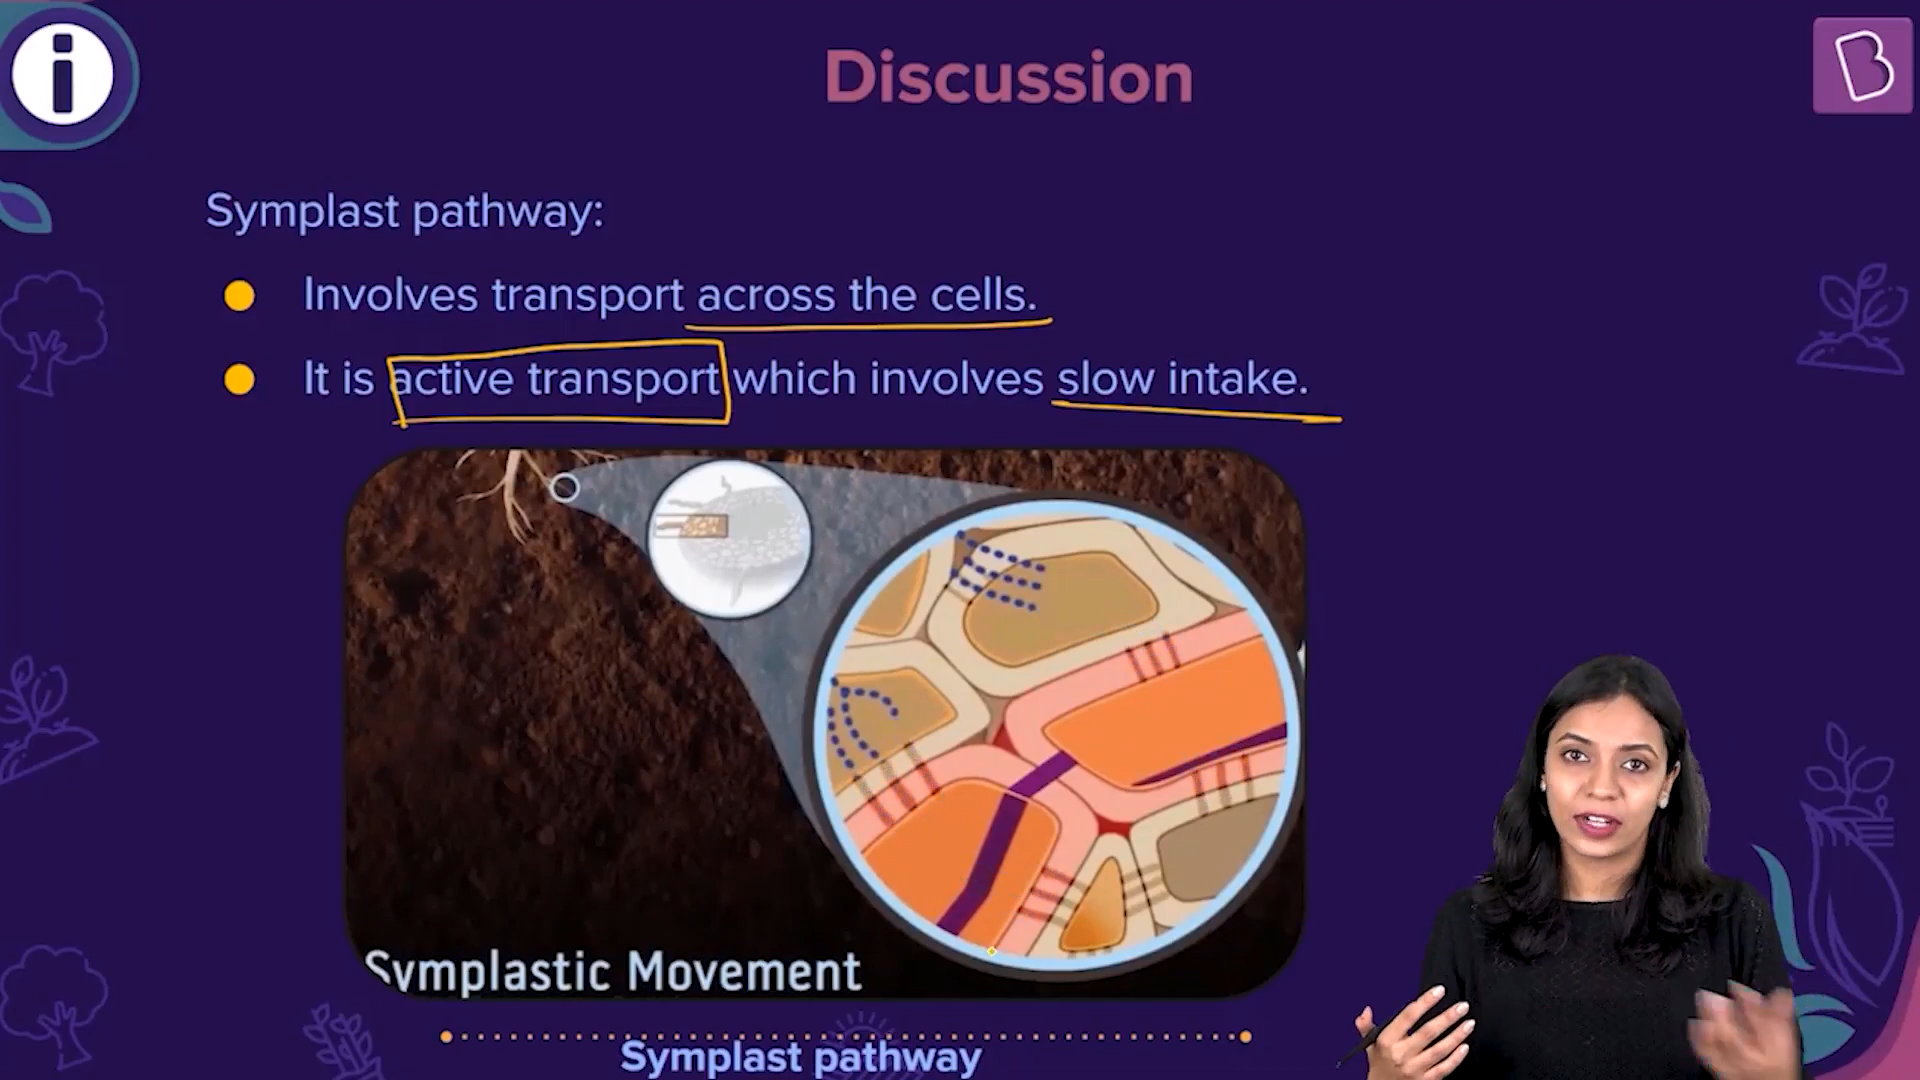 Discussion
Symplast pathway:
Involves transport across the cells.
It is active transport which involves slow intake.
Symplastic Movement
Symplast pathway